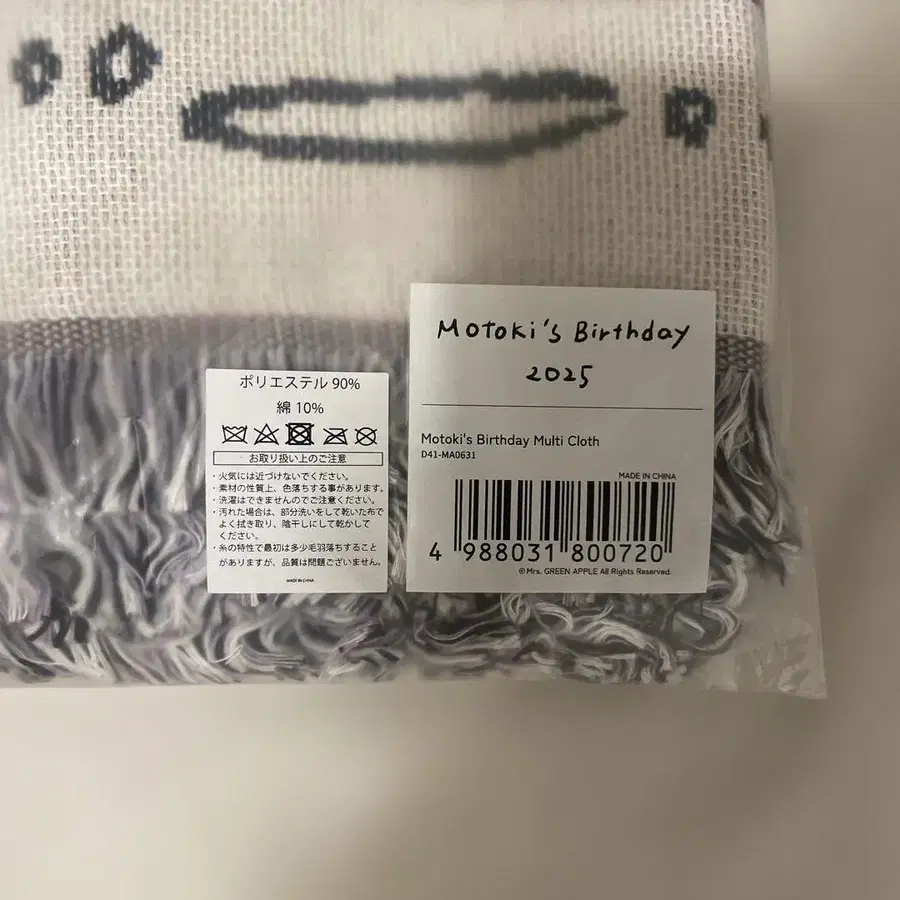 ポリエステル 90%
綿 10%
お取り扱い上のご注意
・火気には近づけないでください。
・素材の性質上、色落ちする事があります。
・洗濯はできませんのでご注意ください。
・汚れた場合は、部分洗いをして乾いた布で
よく拭き取り、陰干しにして乾かして
ください。
・糸の特性で最初は多少毛羽落ちすること
がありますが、品質は問題ございません。
MADE IN CHINA
Motoki's Birthday
2025
Motoki's Birthday Multi Cloth
D41-MA0631
MADE IN CHINA
4 988031 800720
© Mrs. GREEN APPLE All Rights Reserved.